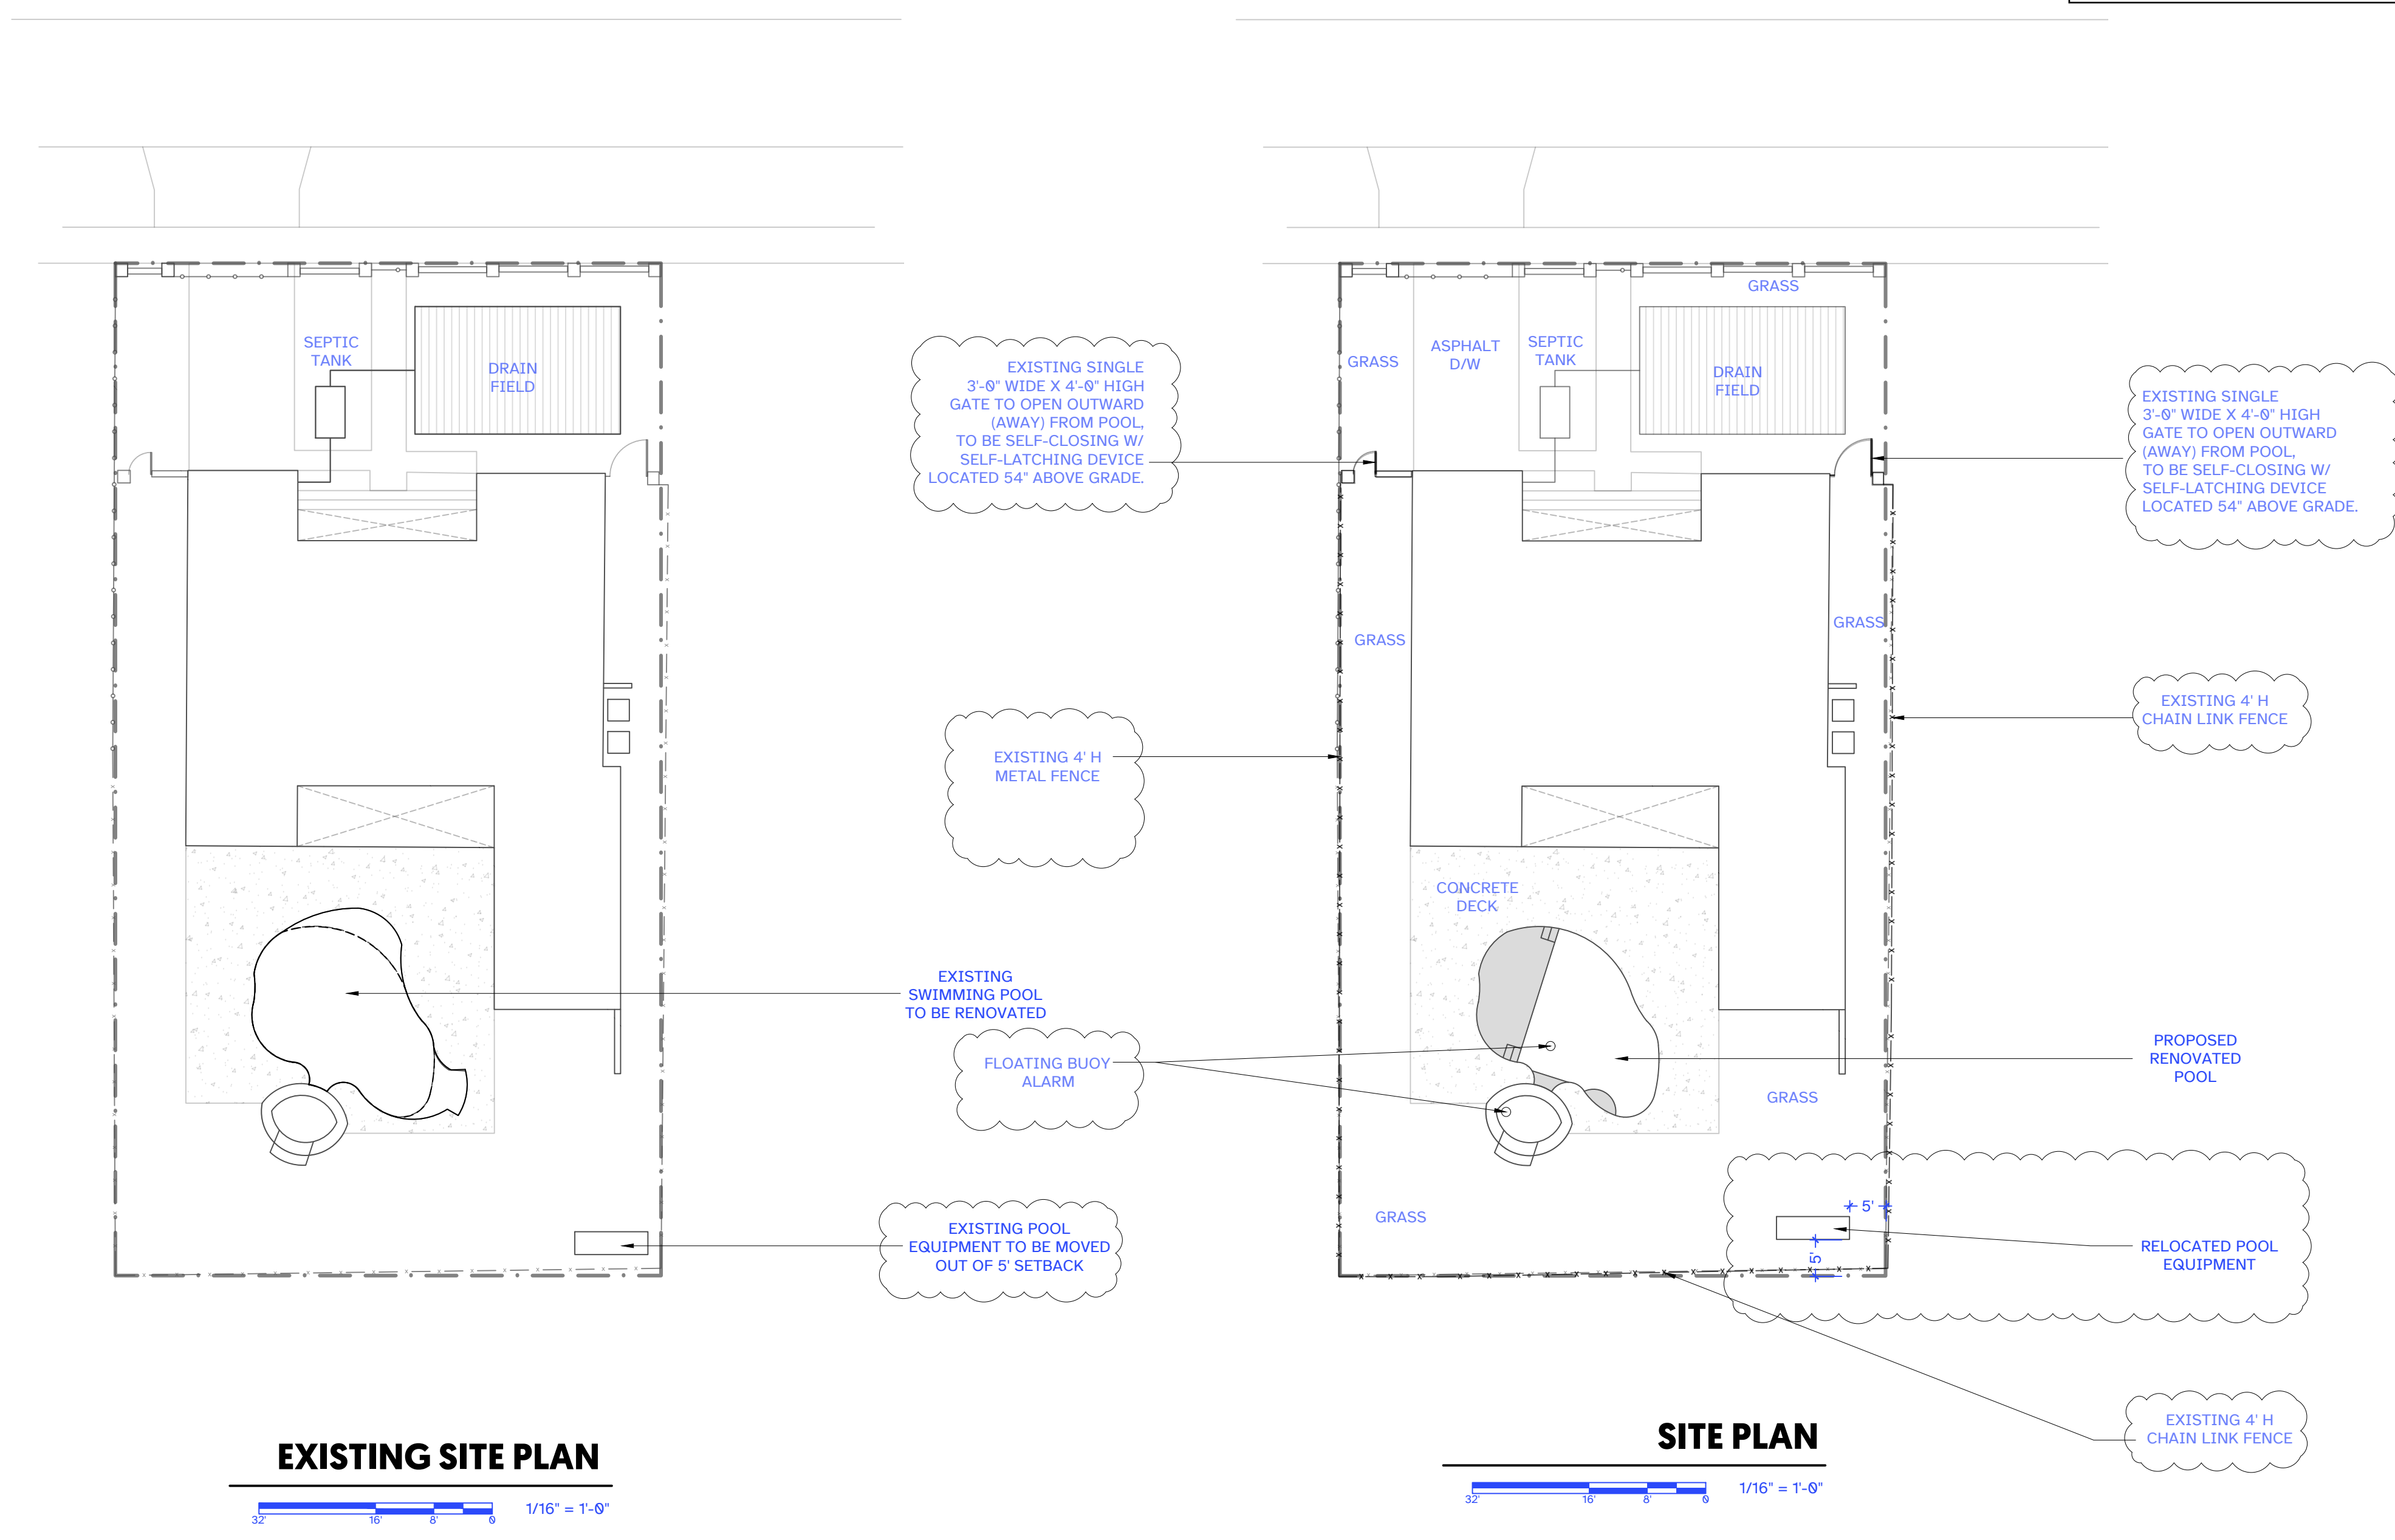 SEPTIC
TANK
DRAIN
FIELD
EXISTING
SWIMMING POOL
TO BE RENOVATED
EXISTING POOL
EQUIPMENT TO BE MOVED
OUT OF 5' SETBACK
EXISTING SITE PLAN
32' 16' 8' 0
1/16" = 1'-0"
EXISTING SINGLE
3'-0" WIDE X 4'-0" HIGH
GATE TO OPEN OUTWARD
(AWAY) FROM POOL,
TO BE SELF-CLOSING W/
SELF-LATCHING DEVICE
LOCATED 54" ABOVE GRADE.
EXISTING 4' H
METAL FENCE
FLOATING BUOY
ALARM
GRASS
GRASS
ASPHALT
D/W
SEPTIC
TANK
DRAIN
FIELD
GRASS
GRASS
CONCRETE
DECK
GRASS
GRASS
5'
5'
EXISTING SINGLE
3'-0" WIDE X 4'-0" HIGH
GATE TO OPEN OUTWARD
(AWAY) FROM POOL,
TO BE SELF-CLOSING W/
SELF-LATCHING DEVICE
LOCATED 54" ABOVE GRADE.
EXISTING 4' H
CHAIN LINK FENCE
PROPOSED
RENOVATED
POOL
RELOCATED POOL
EQUIPMENT
EXISTING 4' H
CHAIN LINK FENCE
SITE PLAN
32' 16' 8' 0
1/16" = 1'-0"